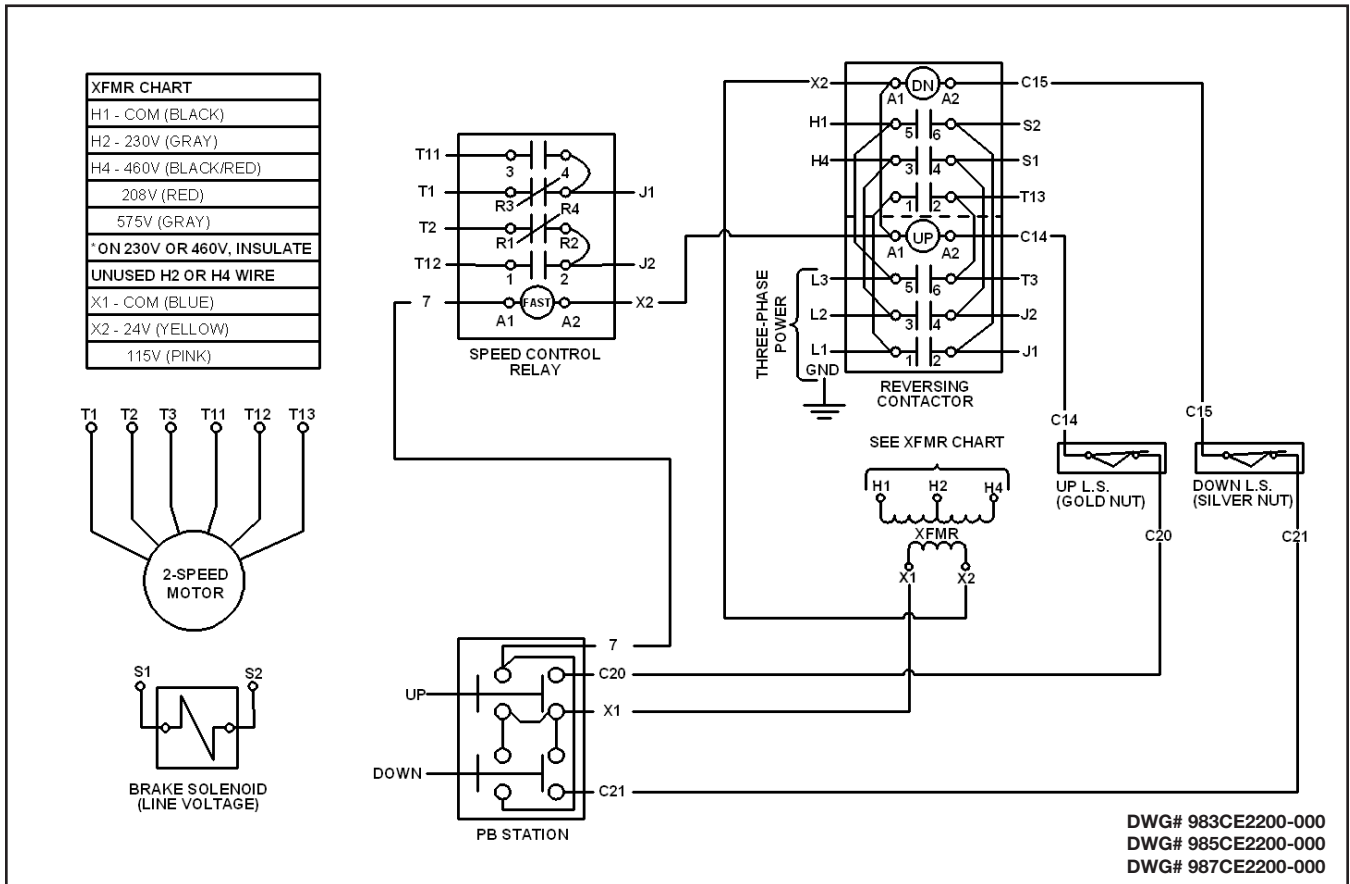 XFMR CHART
H1 - COM (BLACK)
H2 - 230V (GRAY)
H4 - 460V (BLACK/RED)
208V (RED)
575V (GRAY)
*ON 230V OR 460V, INSULATE
UNUSED H2 OR H4 WIRE
X1 - COM (BLUE)
X2 - 24V (YELLOW)
115V (PINK)
T1 T2 T3 T11 T12 T13
2-SPEED
MOTOR
S1 S2
BRAKE SOLENOID
(LINE VOLTAGE)
T11 3 4
T1 R3 R4 J1
T2 R1 R2
T12 1 2 J2
7 A1 FAST A2 X2
SPEED CONTROL
RELAY
X2 A1 DN A2 C15
H1 5 6 S2
H4 3 4 S1
1 2 T13
A1 UP A2 C14
L3 5 6 T3
L2 3 4 J2
L1 1 2 J1
THREE-PHASE
POWER
GND
REVERSING
CONTACTOR
SEE XFMR CHART
H1 H2 H4
XFMR
X1 X2
C14
UP L.S.
(GOLD NUT)
C20
C15
DOWN L.S.
(SILVER NUT)
C21
7
C20
UP
X1
DOWN
C21
PB STATION
DWG# 983CE2200-000
DWG# 985CE2200-000
DWG# 987CE2200-000